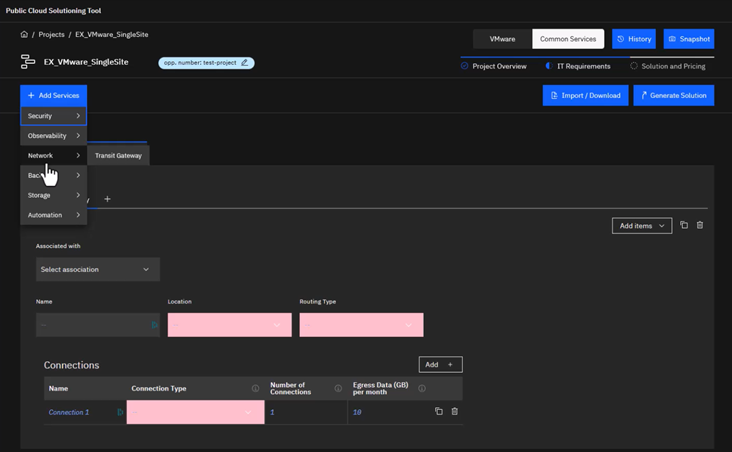 Public Cloud Solutioning Tool
/ Projects / EX_VMware_SingleSite
VMware
Common Services
History
Snapshot
EX_VMware_SingleSite
opp. number: test-project
Project Overview
IT Requirements
Solution and Pricing
+ Add Services
Import / Download
Generate Solution
Security
Observability
Network
Transit Gateway
Storage
Automation
Add items
Associated with
Select association
Name
Location
Routing Type
Connections
Add +
Name
Connection Type
Number of
Connections
Egress Data (GB)
per month
Connection 1
1
10